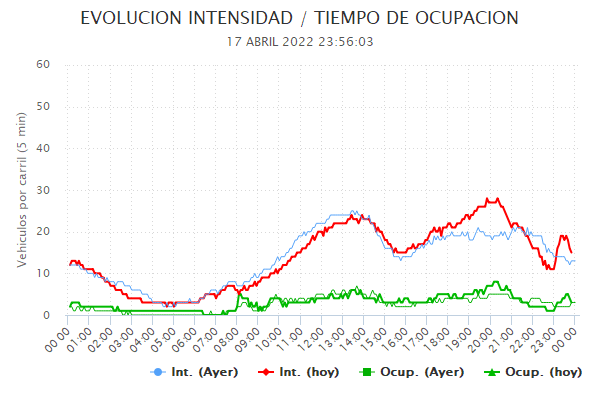 EVOLUCION INTENSIDAD / TIEMPO DE OCUPACION
17 ABRIL 2022 23:56:03
Vehiculos por carril (5 min)
60
50
40
30
20
10
0
00:00 01:00 02:00 03:00 04:00 05:00 06:00 07:00 08:00 09:00 10:00 11:00 12:00 13:00 14:00 15:00 16:00 17:00 18:00 19:00 20:00 21:00 22:00 23:00 00:00
Int. (Ayer) Int. (hoy) Ocup. (Ayer) Ocup. (hoy)